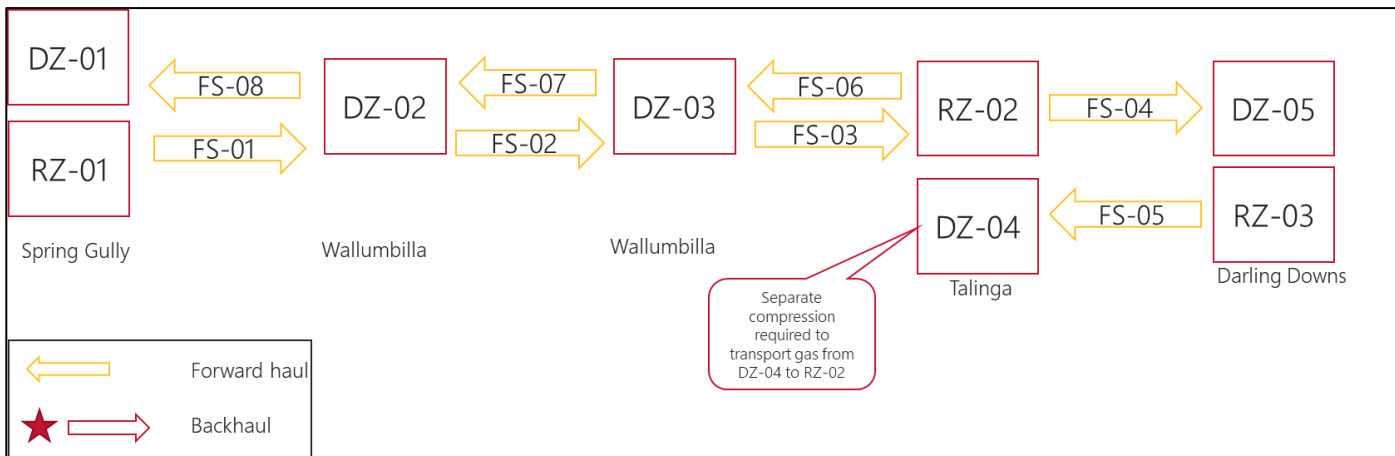 DZ-01
FS-08
DZ-02
FS-07
DZ-03
FS-06
RZ-02
FS-04
DZ-05
RZ-01
FS-01
FS-02
FS-03
DZ-04
FS-05
RZ-03
Spring Gully
Wallumbilla
Wallumbilla
Talinga
Darling Downs
Separate
compression
required to
transport gas from
DZ-04 to RZ-02
Forward haul
Backhaul